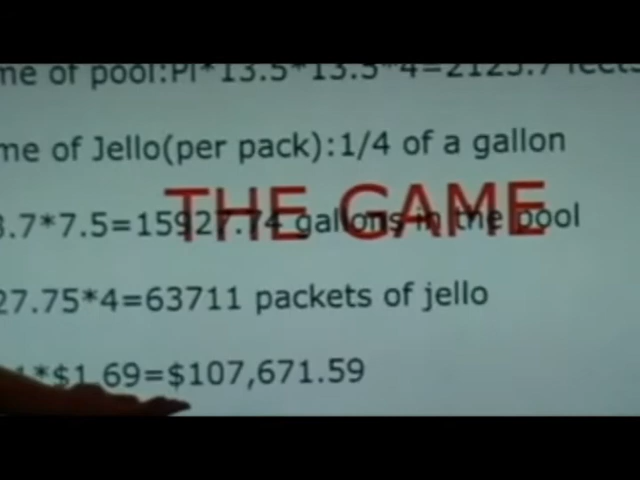 me of pool:Pi*13.5*13.5*4=2123.7 feets
me of Jello(per pack):1/4 of a gallon
THE GAME
3.7*7.5=15927.74 gallons in the pool
27.75*4=63711 packets of jello
*$1.69=$107,671.59